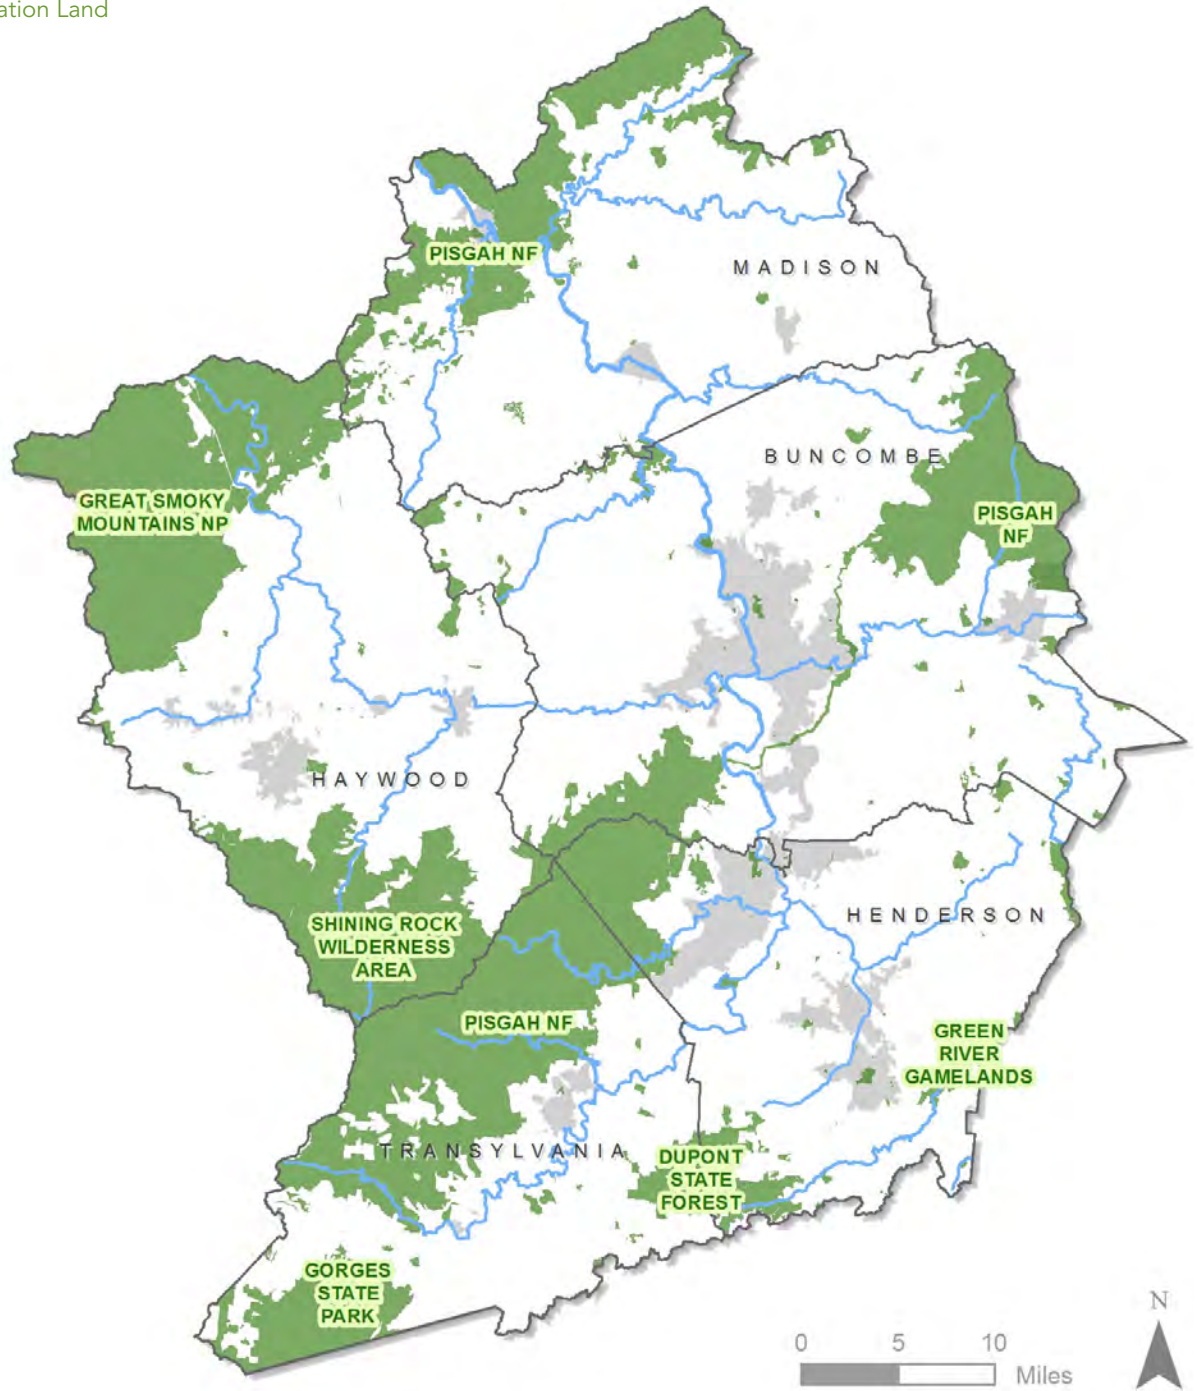 ation Land
PISGAH NF
MADISON
BUNCOMBE
GREAT SMOKY
MOUNTAINS NP
PISGAH
NF
HAYWOOD
SHINING ROCK
WILDERNESS
AREA
HENDERSON
PISGAH NF
GREEN
RIVER
GAMELANDS
TRANSYLVANIA
DUPONT
STATE
FOREST
GORGES
STATE
PARK
N
0 5 10
Miles